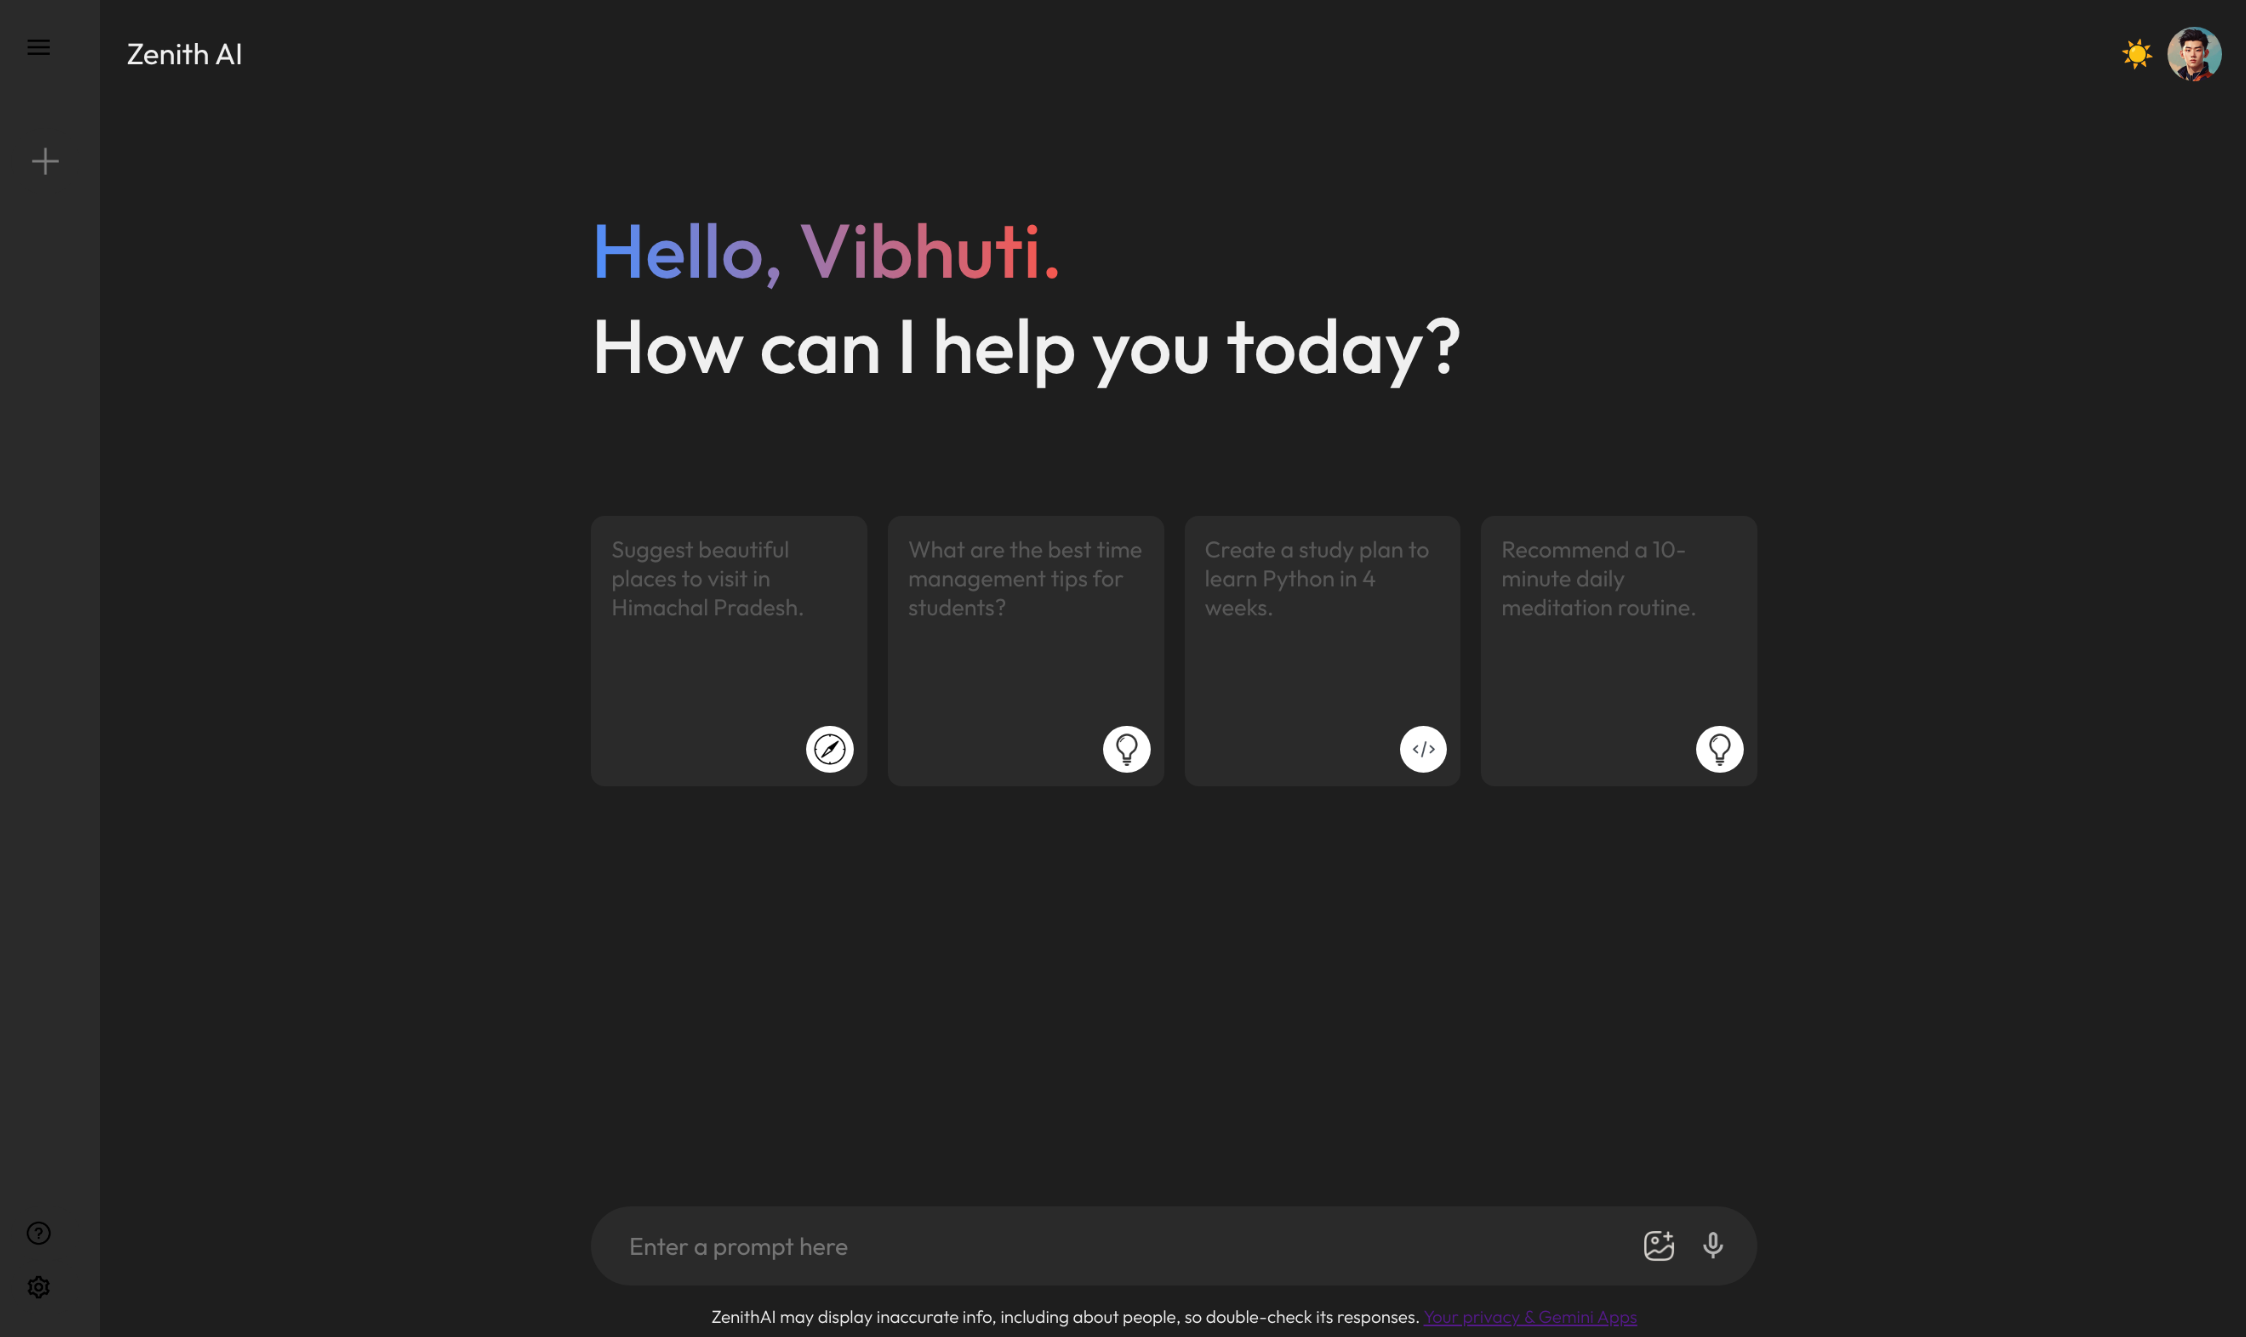 Zenith AI
Hello, Vibhuti.
How can I help you today?
Suggest beautiful
places to visit in
Himachal Pradesh.
What are the best time
management tips for
students?
Create a study plan to
learn Python in 4
weeks.
Recommend a 10-
minute daily
meditation routine.
Enter a prompt here
ZenithAI may display inaccurate info, including about people, so double-check its responses. Your privacy & Gemini Apps